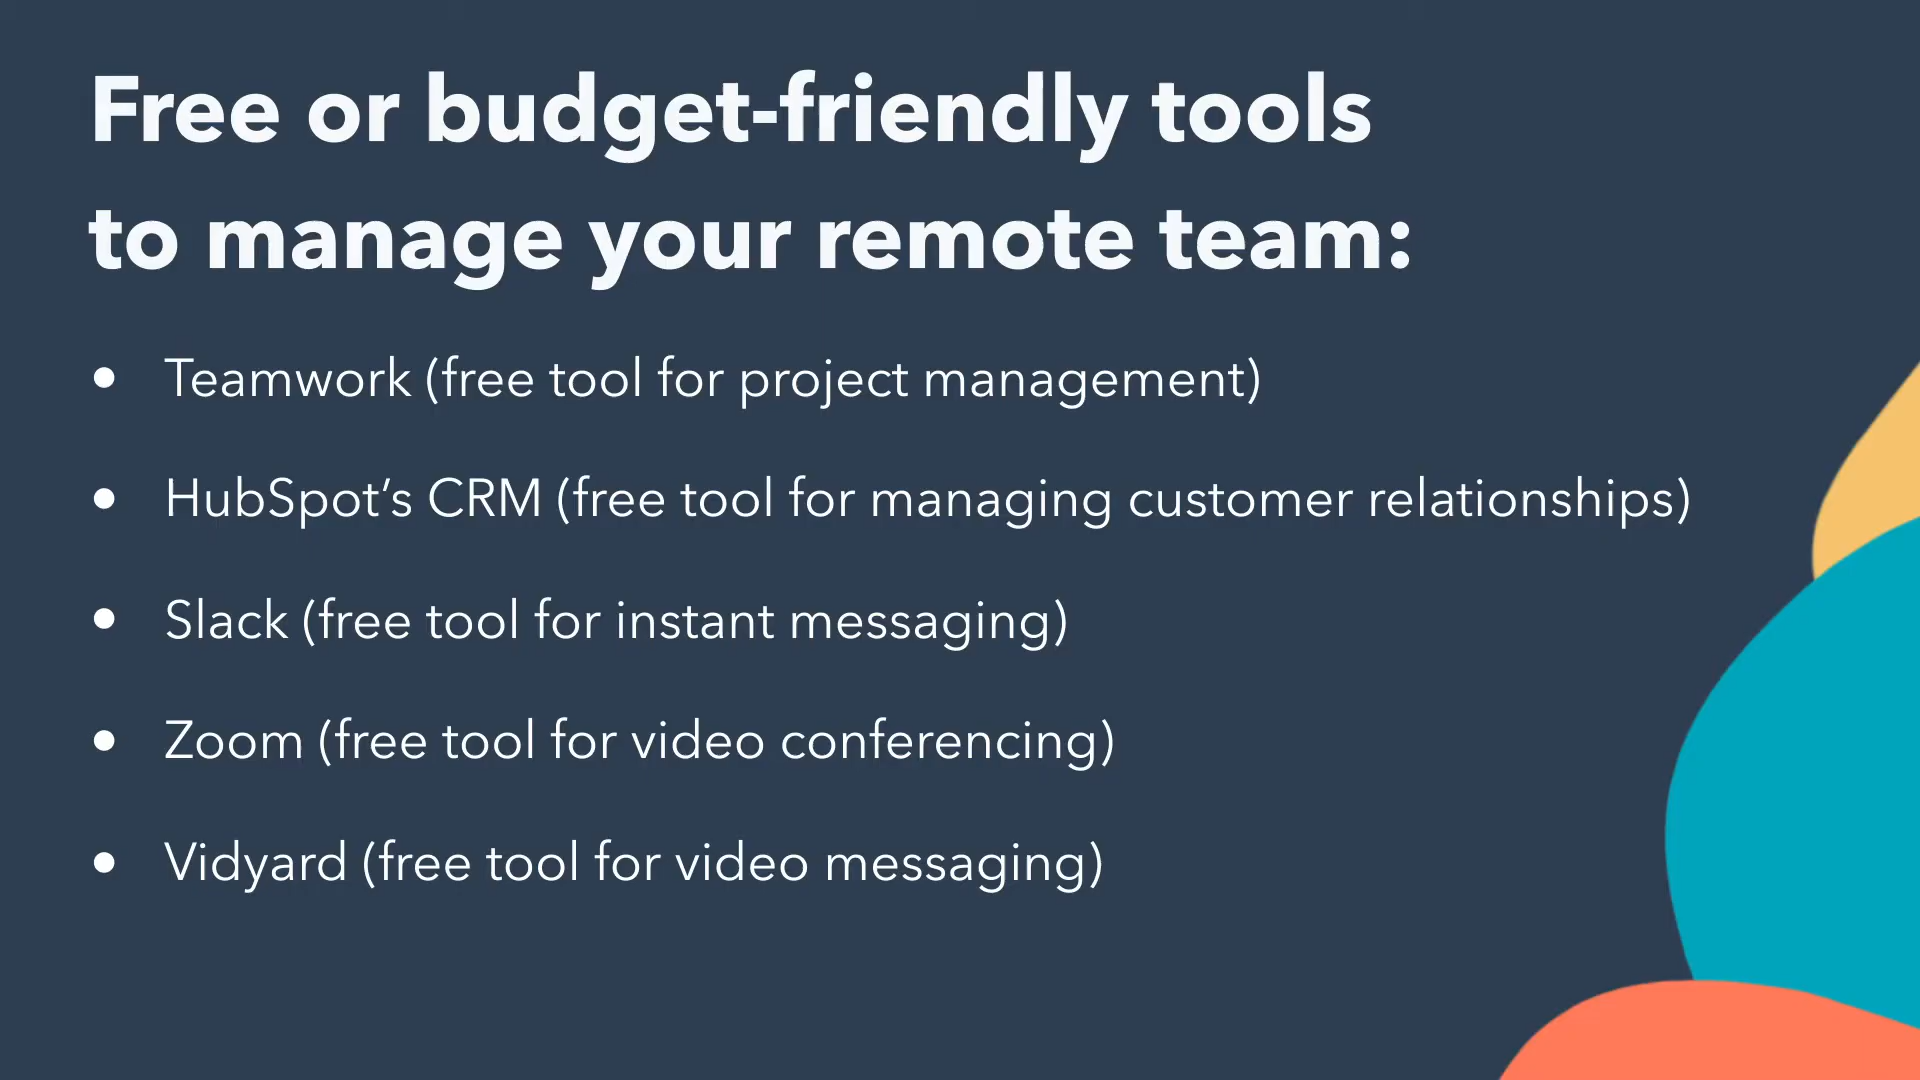 Free or budget-friendly tools
to manage your remote team:
• Teamwork (free tool for project management)
• HubSpot’s CRM (free tool for managing customer relationships)
• Slack (free tool for instant messaging)
• Zoom (free tool for video conferencing)
• Vidyard (free tool for video messaging)